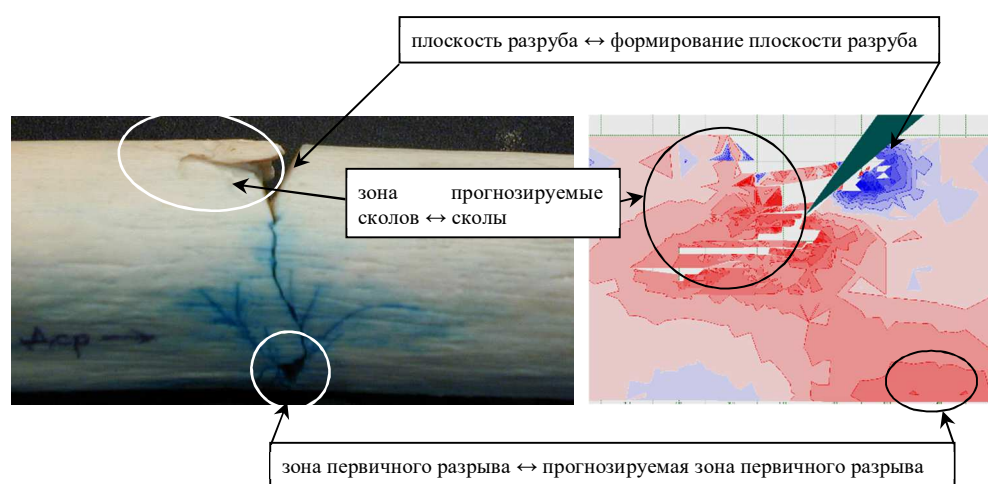 плоскость разруба ↔ формирование плоскости разруба
зона прогнозируемые
сколов ↔ сколы
Дср →
зона первичного разрыва ↔ прогнозируемая зона первичного разрыва